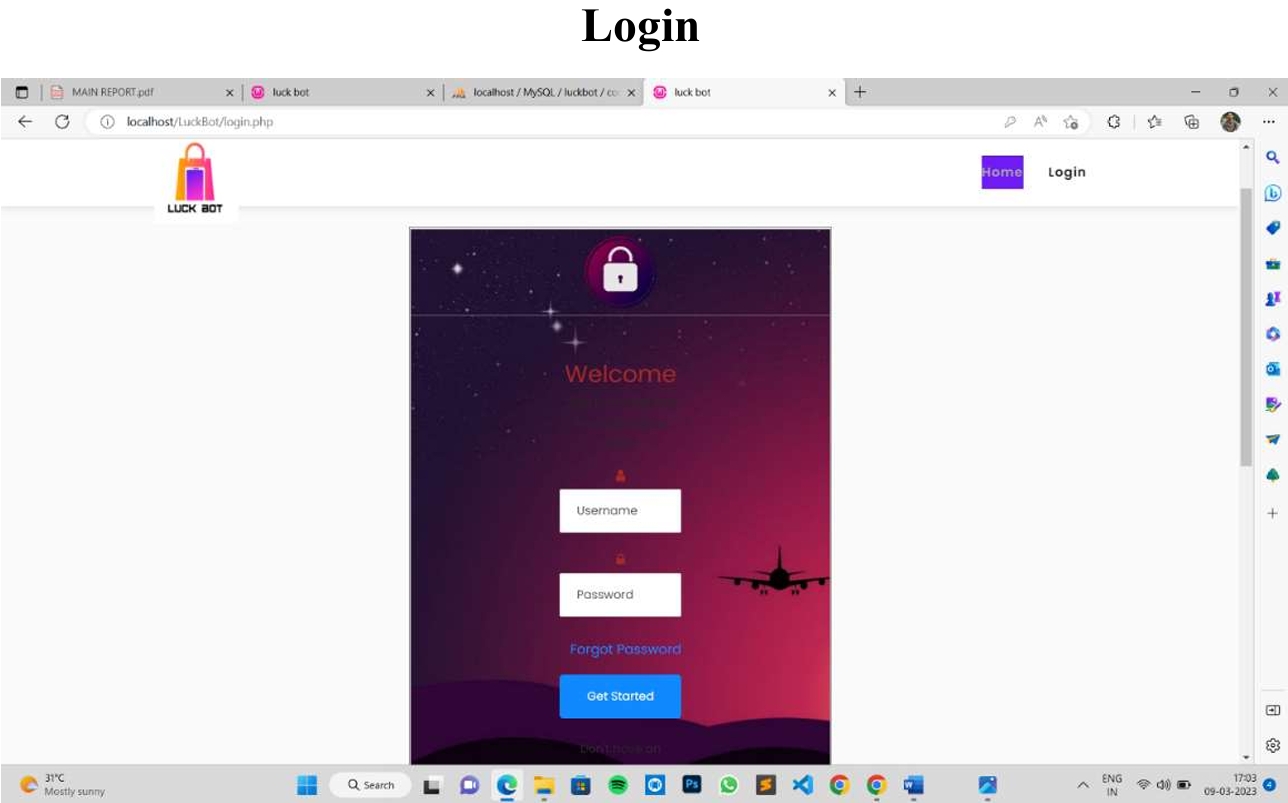 Login
MAIN REPORT.pdf
luck bot
localhost / MySQL / luckbot / co
luck bot
localhost/LuckBot/login.php
LUCK BOT
Home
Login
Welcome
Username
Password
Forgot Password
Get Started
Don't have an
31°C
Mostly sunny
Search
Ps
ENG
IN
17:03
09-03-2023
4